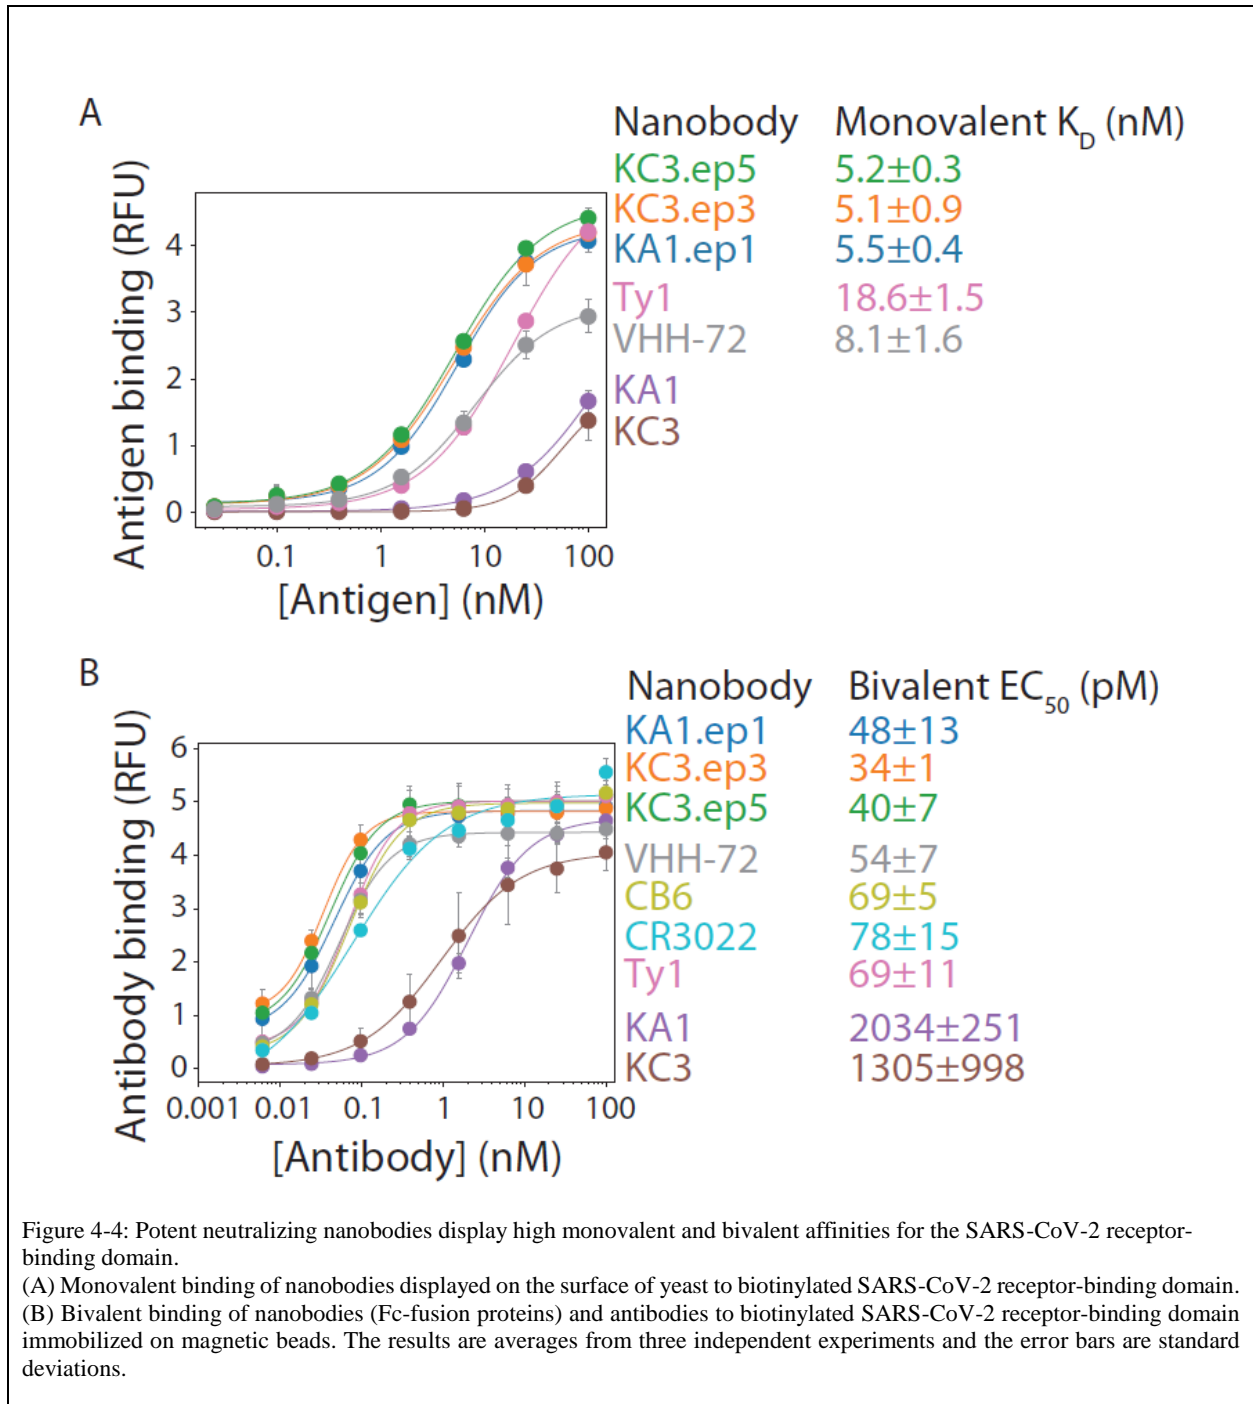 A
Nanobody Monovalent KD (nM)
KC3.ep5 5.2±0.3
KC3.ep3 5.1±0.9
KA1.ep1 5.5±0.4
Ty1 18.6±1.5
VHH-72 8.1±1.6
KA1
KC3
Antigen binding (RFU)
4
3
2
1
0
0.1 1 10 100
[Antigen] (nM)
B
Nanobody Bivalent EC50 (pM)
KA1.ep1 48±13
KC3.ep3 34±1
KC3.ep5 40±7
VHH-72 54±7
CB6 69±5
CR3022 78±15
Ty1 69±11
KA1 2034±251
KC3 1305±998
Antibody binding (RFU)
6
5
4
3
2
1
0
0.001 0.01 0.1 1 10 100
[Antibody] (nM)
Figure 4-4: Potent neutralizing nanobodies display high monovalent and bivalent affinities for the SARS-CoV-2 receptor-
binding domain.
(A) Monovalent binding of nanobodies displayed on the surface of yeast to biotinylated SARS-CoV-2 receptor-binding domain.
(B) Bivalent binding of nanobodies (Fc-fusion proteins) and antibodies to biotinylated SARS-CoV-2 receptor-binding domain
immobilized on magnetic beads. The results are averages from three independent experiments and the error bars are standard
deviations.